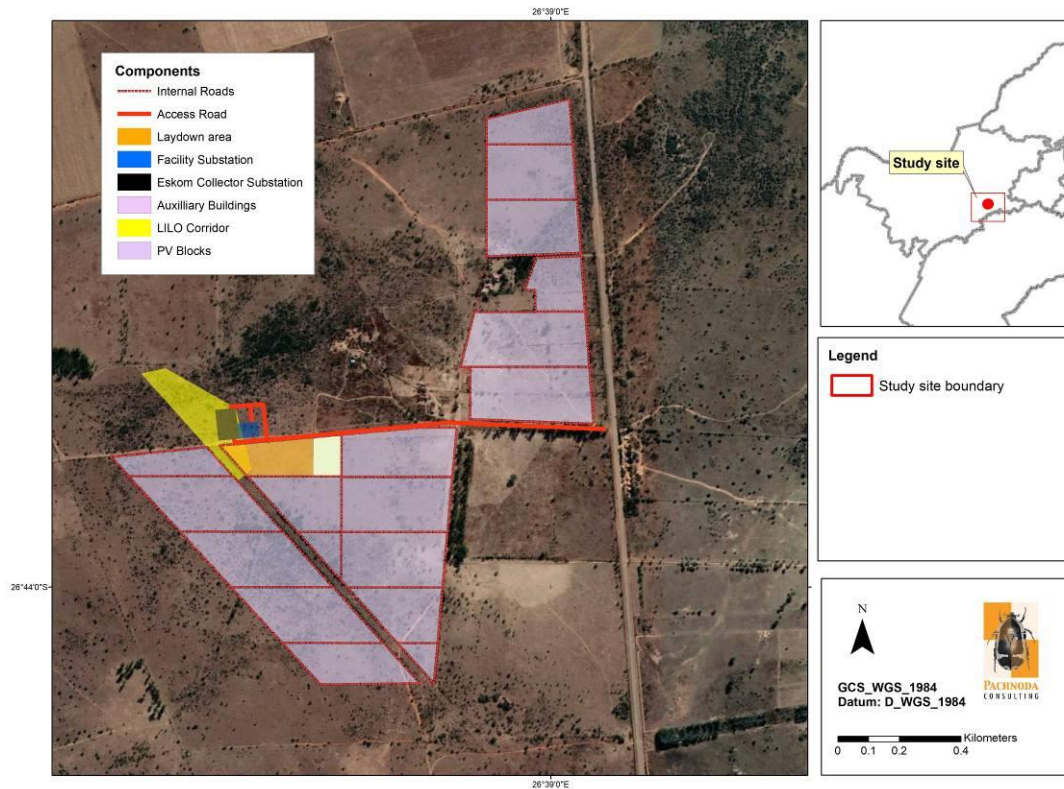 26°39'0"E
Components
Internal Roads
Access Road
Laydown area
Facility Substation
Eskom Collector Substation
Auxilliary Buildings
LILO Corridor
PV Blocks
26°44'0"S
26°39'0"E
Study site
Legend
Study site boundary
N
GCS_WGS_1984
Datum: D_WGS_1984
PACHNODA
CONSULTING
Kilometers
0 0.1 0.2 0.4